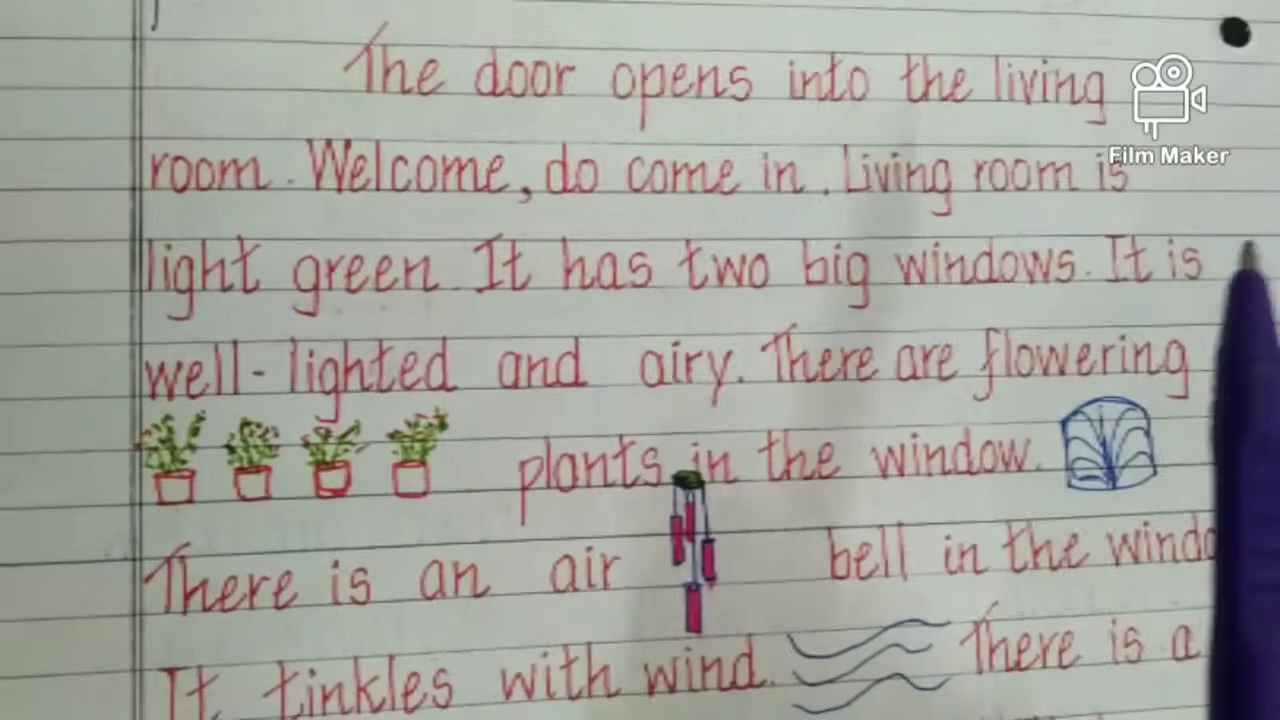 The door opens into the living
Film Maker
room. Welcome, do come in. Living room is
light green. It has two big windows. It is
well-lighted and airy. There are flowering
plants in the window.
There is an air bell in the
It tinkles with wind. There is a